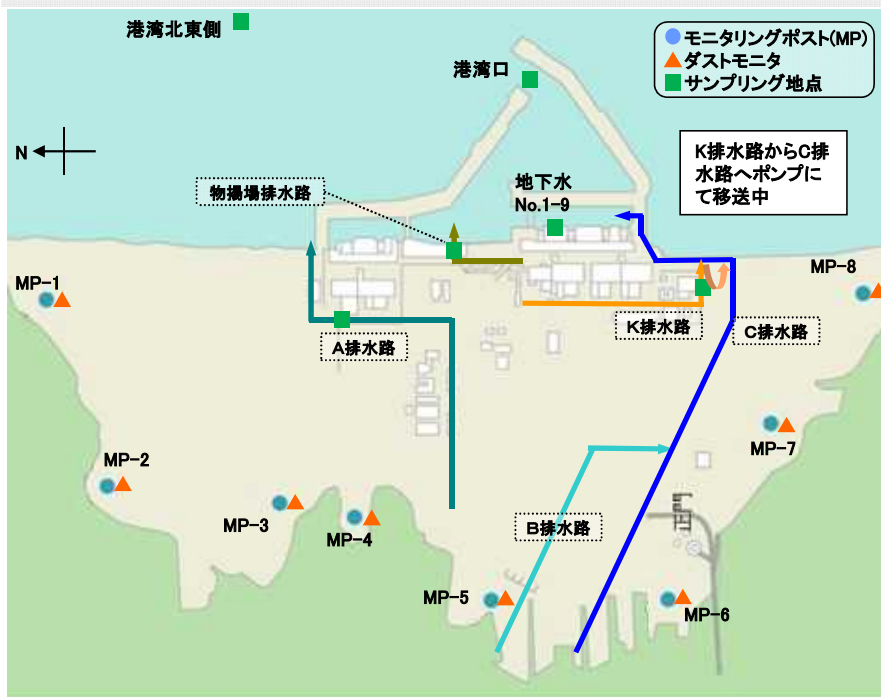 港湾北東側
港湾口
モニタリングポスト(MP)
ダストモニタ
サンプリング地点
N
K排水路からC排
水路へポンプに
て移送中
物揚場排水路
地下水
No.1-9
MP-1
MP-8
A排水路
K排水路
C排水路
MP-7
MP-2
MP-3
MP-4
正門
B排水路
MP-5
MP-6